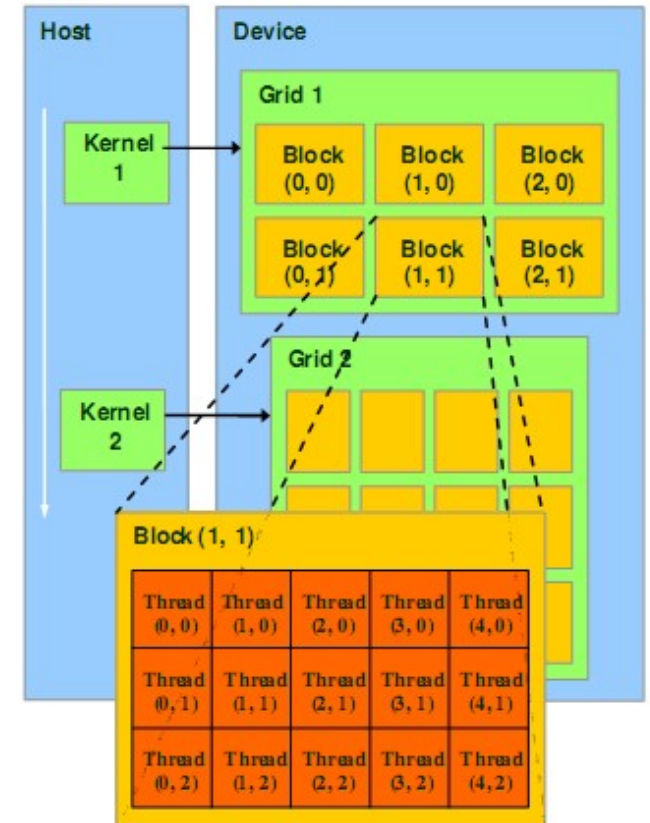 Host
Device
Grid 1
Kernel
1
Block
(0, 0)
Block
(1, 0)
Block
(2, 0)
Block
(0, 1)
Block
(1, 1)
Block
(2, 1)
Grid 2
Kernel
2
Block (1, 1)
Thread
(0, 0)
Thread
(1, 0)
Thread
(2, 0)
Thread
(3, 0)
Thread
(4, 0)
Thread
(0, 1)
Thread
(1, 1)
Thread
(2, 1)
Thread
(3, 1)
Thread
(4, 1)
Thread
(0, 2)
Thread
(1, 2)
Thread
(2, 2)
Thread
(3, 2)
Thread
(4, 2)